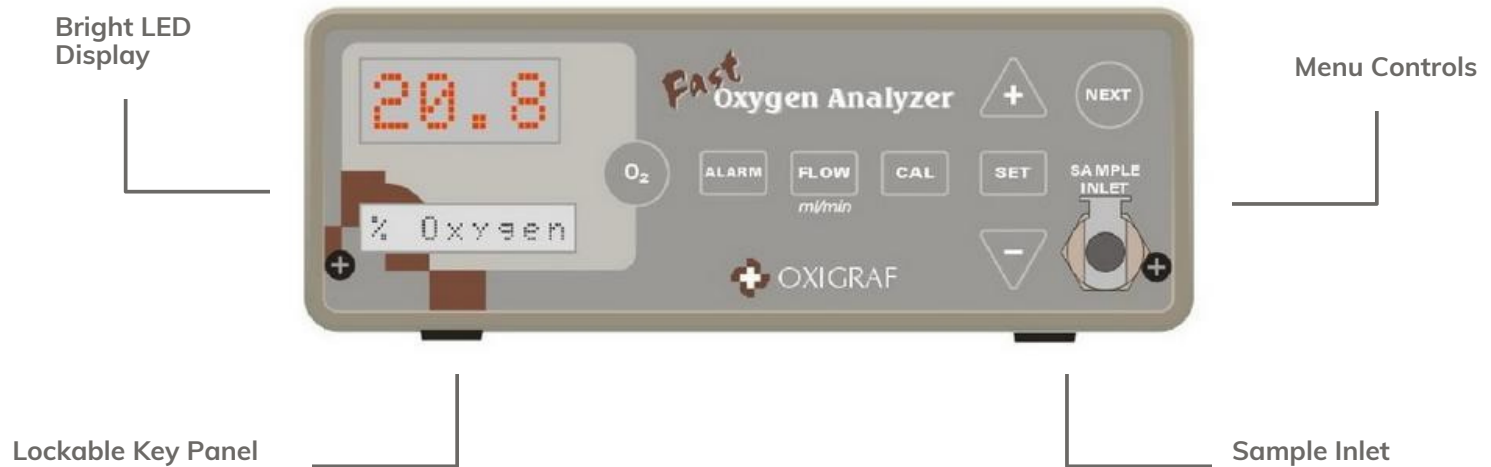 Bright LED
Display
20.8
% Oxygen
Fast
Oxygen Analyzer
+
NEXT
O₂
ALARM
FLOW
ml/min
CAL
SET
SAMPLE
INLET
−
OXIGRAF
Menu Controls
Lockable Key Panel
Sample Inlet